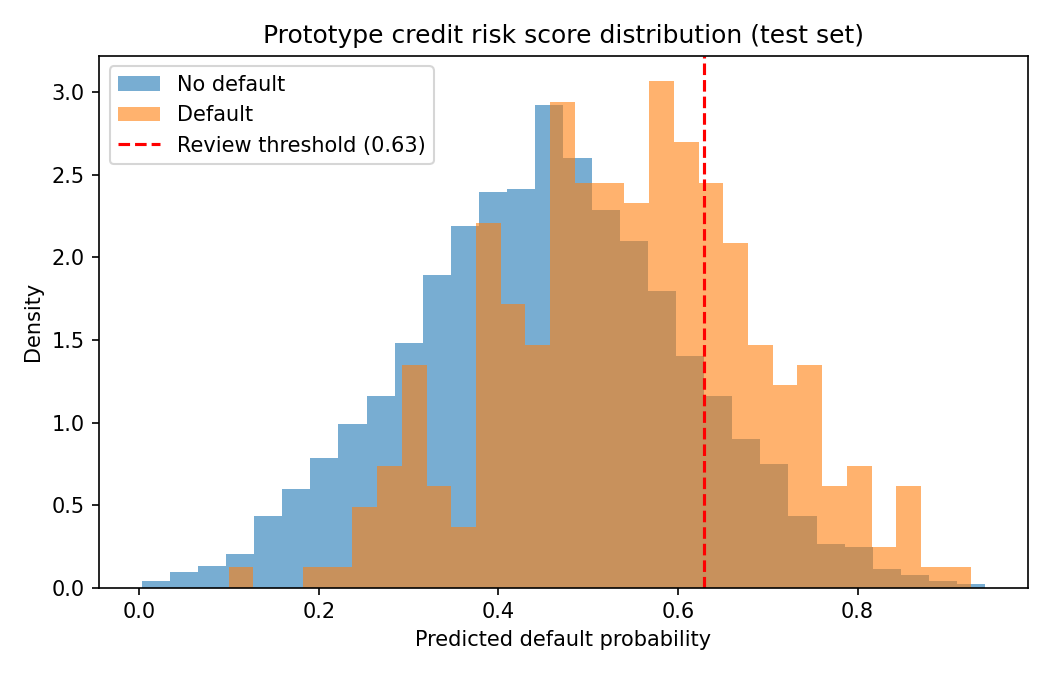 Prototype credit risk score distribution (test set)
No default
Default
Review threshold (0.63)
Density
3.0
2.5
2.0
1.5
1.0
0.5
0.0
0.0 0.2 0.4 0.6 0.8
Predicted default probability